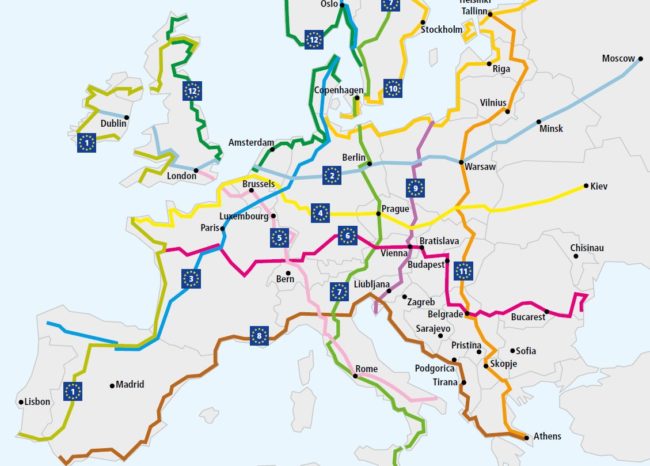 Oslo
7
Helsinki
Tallinn
12
Stockholm
Moscow
Riga
12
Copenhagen
10
Vilnius
Dublin
Minsk
1
Amsterdam
Berlin
Warsaw
London
2
9
Brussels
Kiev
Luxembourg
4
Prague
Paris
5
6
Bratislava
Chisinau
Vienna
Budapest
3
Bern
11
7
Liubljana
Zagreb
Belgrade
Bucarest
8
Sarajevo
Pristina
Sofia
Podgorica
Skopje
Rome
Tirana
1
Madrid
Lisbon
Athens